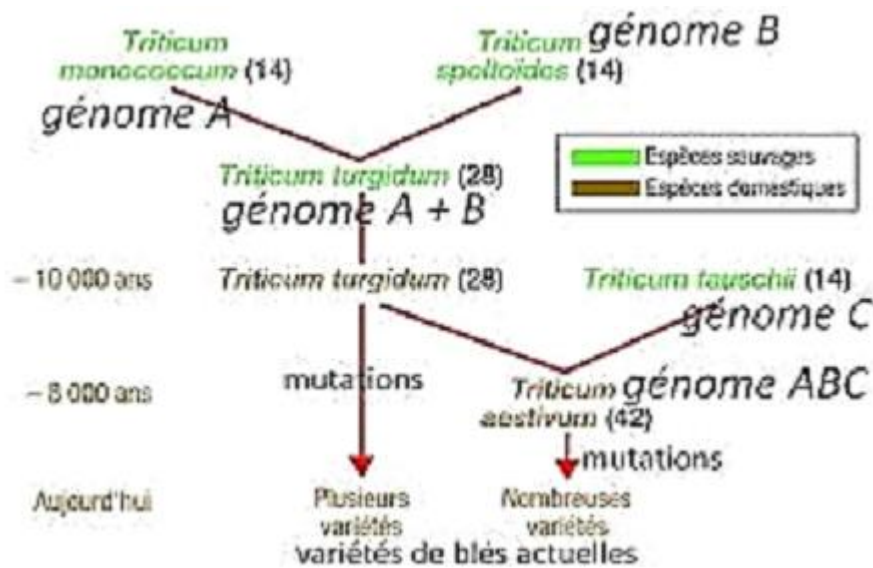 Triticum
monococcum (14)
génome A
Triticum
speltoïdes (14)
génome B
Espèces sauvages
Espèces domestiques
Triticum turgidum (28)
génome A + B
– 10 000 ans
Triticum turgidum (28)
Triticum tauschii (14)
génome C
mutations
– 8 000 ans
Triticum
aestivum (42)
génome ABC
mutations
Aujourd'hui
Plusieurs
variétés
Nombreuses
variétés
variétés de blés actuelles